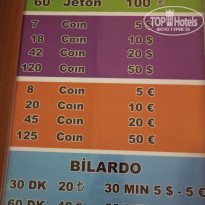 60 Jeton 100 ₺
TOP Hotels
ФОТО ТУРИСТА
7 Coin 5 $
18 Coin 10 $
42 Coin 20 $
120 Coin 50 $
8 Coin 5 €
20 Coin 10 €
45 Coin 20 €
125 Coin 50 €
BİLARDO
30 DK 20 ₺ 30 MIN 5 $ - 5 €